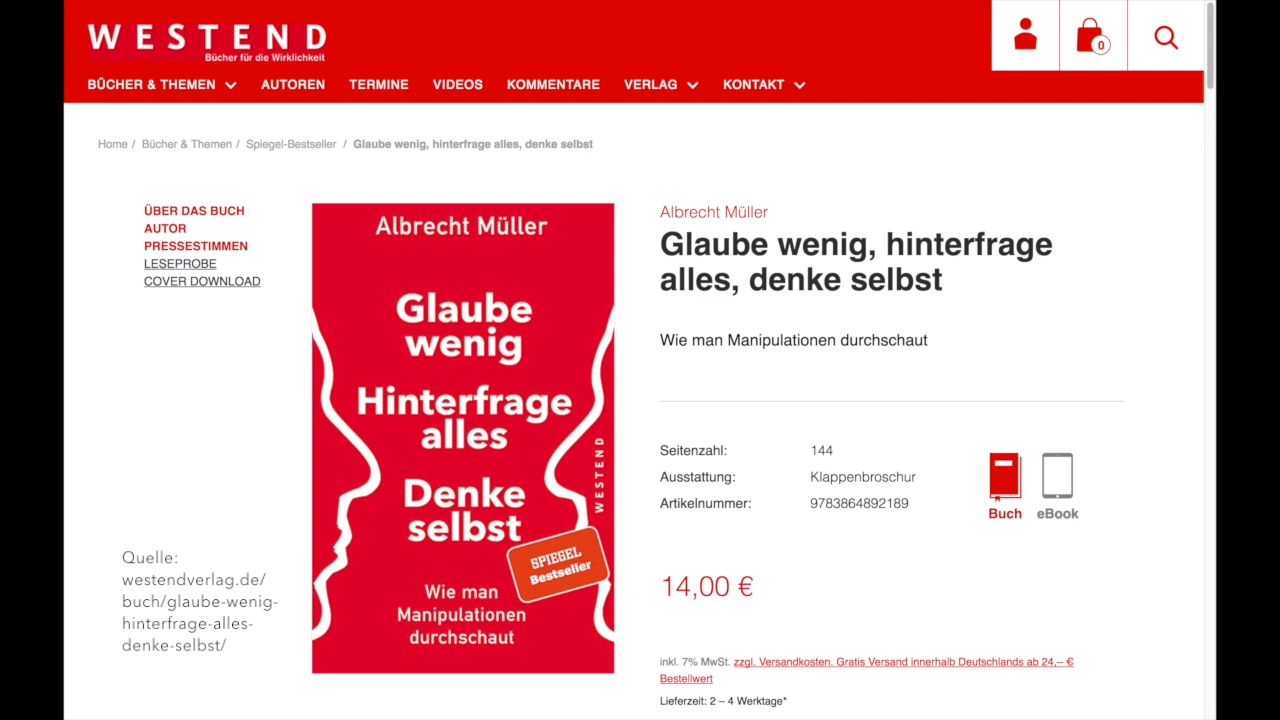 WESTEND
Bücher für die Wirklichkeit
0
BÜCHER & THEMEN
AUTOREN
TERMINE
VIDEOS
KOMMENTARE
VERLAG
KONTAKT
Home / Bücher & Themen / Spiegel-Bestseller / Glaube wenig, hinterfrage alles, denke selbst
ÜBER DAS BUCH
AUTOR
PRESSESTIMMEN
LESEPROBE
COVER DOWNLOAD
Quelle:
westendverlag.de/
buch/glaube-wenig-
hinterfrage-alles-
denke-selbst/
Albrecht Müller
Glaube
wenig
Hinterfrage
alles
Denke
selbst
WESTEND
SPIEGEL
Bestseller
Wie man
Manipulationen
durchschaut
Albrecht Müller
Glaube wenig, hinterfrage
alles, denke selbst
Wie man Manipulationen durchschaut
Seitenzahl: 144
Ausstattung: Klappenbroschur
Artikelnummer: 9783864892189
Buch
eBook
14,00 €
inkl. 7% MwSt. zzgl. Versandkosten. Gratis Versand innerhalb Deutschlands ab 24,– €
Bestellwert
Lieferzeit: 2 – 4 Werktage*